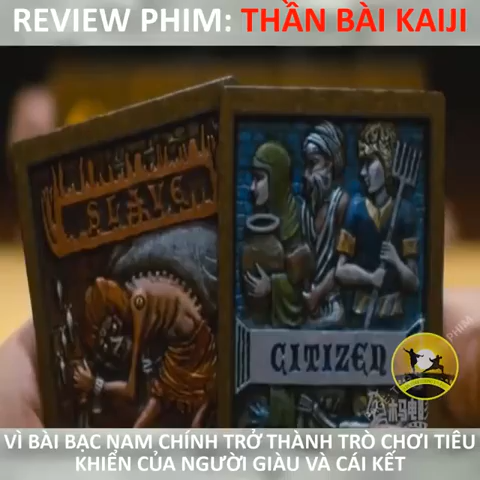 REVIEW PHIM: THẦN BÀI KAIJI
SLAVE
CITIZEN
PHIM
VÌ BÀI BẠC NAM CHÍNH TRỞ THÀNH TRÒ CHƠI TIÊU
KHIỂN CỦA NGƯỜI GIÀU VÀ CÁI KẾT